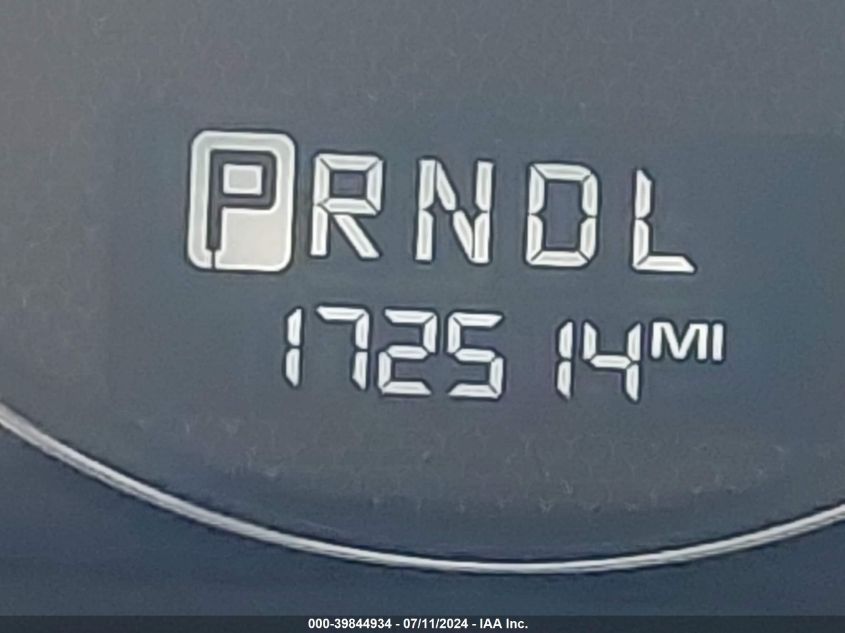 PRNDL
172514MI
000-39844934 - 07/11/2024 - IAA Inc.